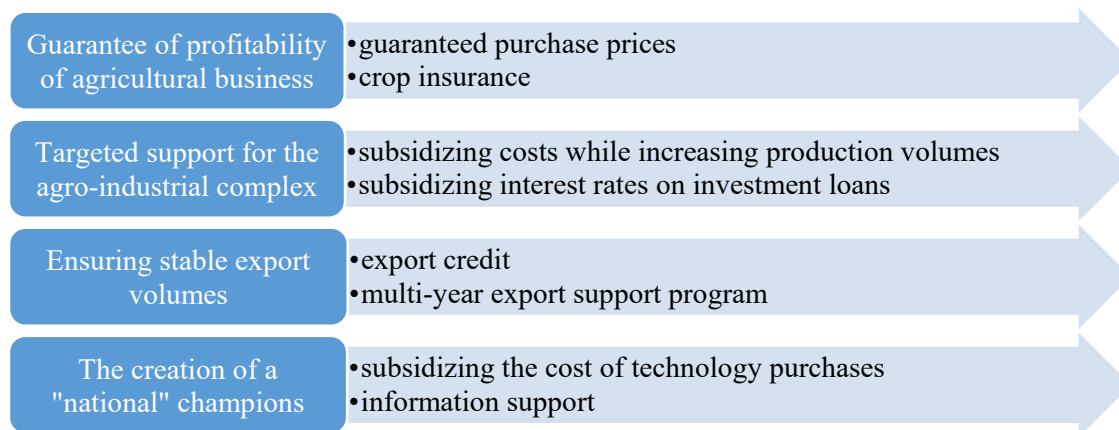 Guarantee of profitability
of agricultural business
•guaranteed purchase prices
•crop insurance
Targeted support for the
agro-industrial complex
•subsidizing costs while increasing production volumes
•subsidizing interest rates on investment loans
Ensuring stable export
volumes
•export credit
•multi-year export support program
The creation of a
"national" champions
•subsidizing the cost of technology purchases
•information support